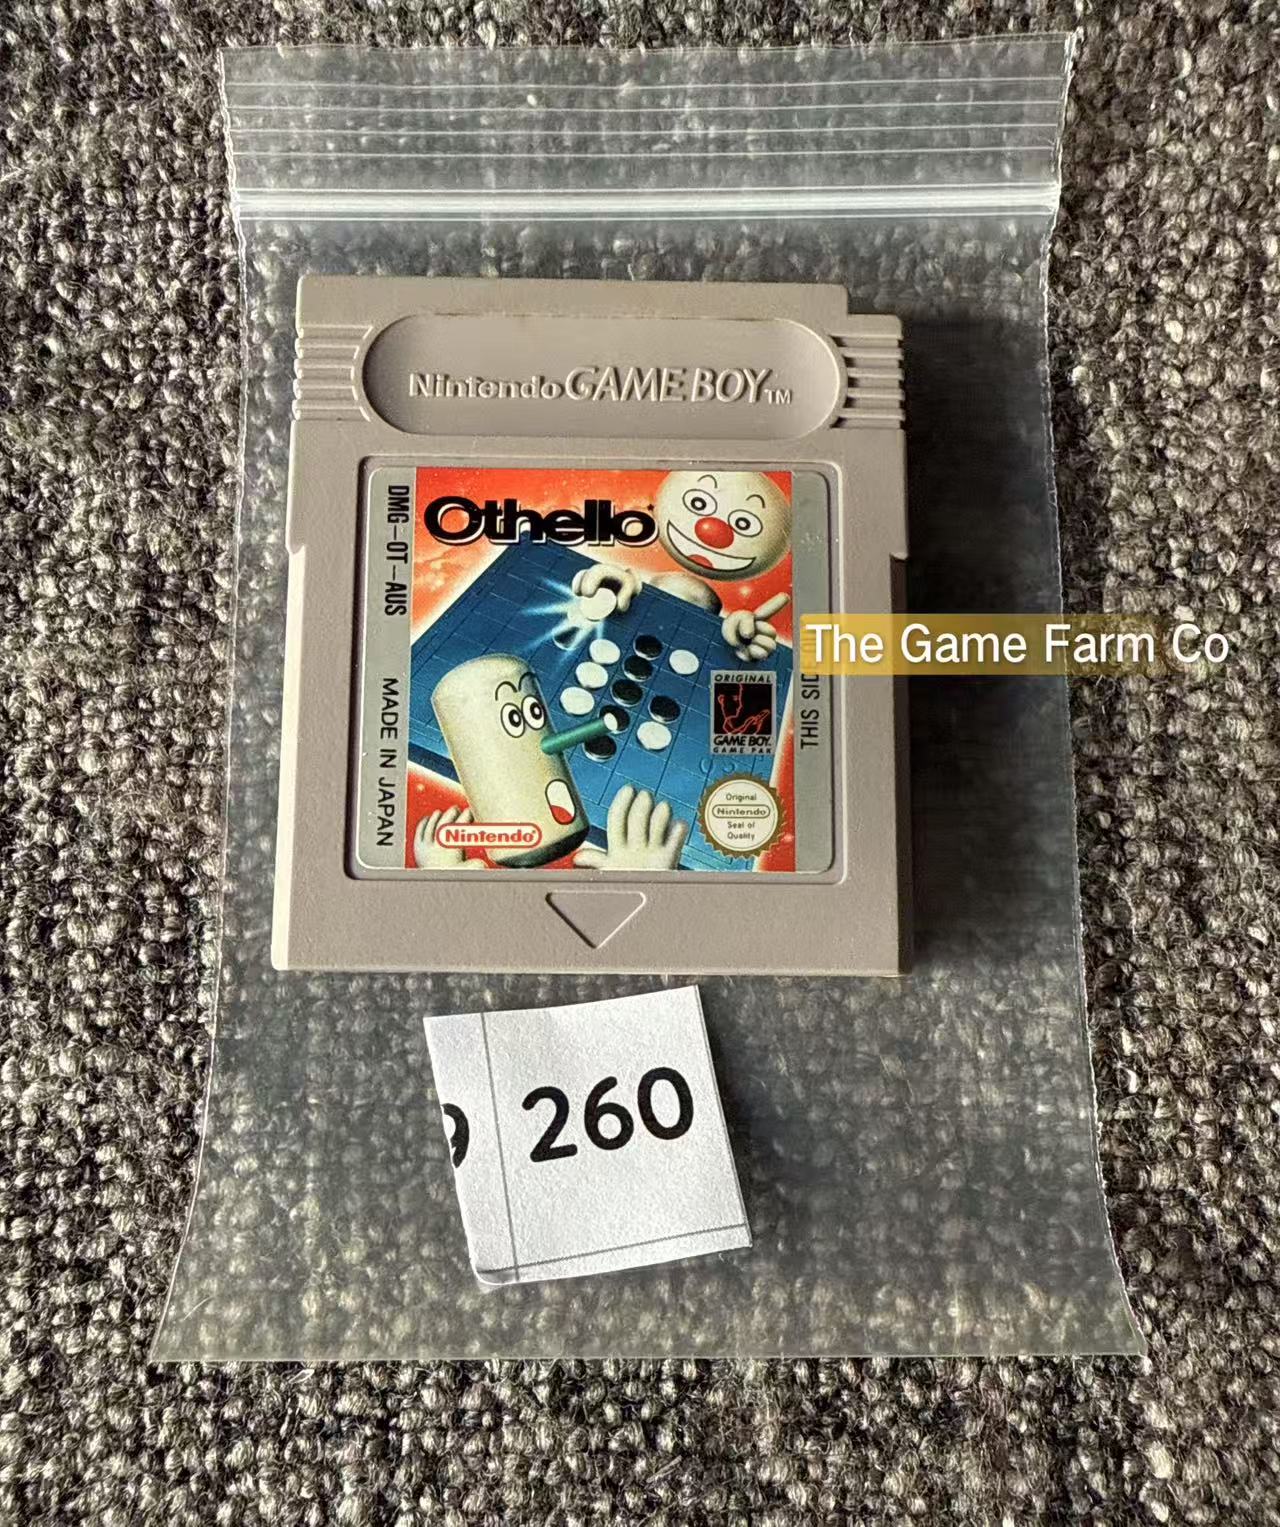 Nintendo GAME BOY TM
Othello
DMG-OT-AUS
MADE IN JAPAN
THIS SIDE
The Game Farm Co
ORIGINAL
GAME BOY
GAME PAK
Original
Nintendo
Seal of
Quality
Nintendo
260